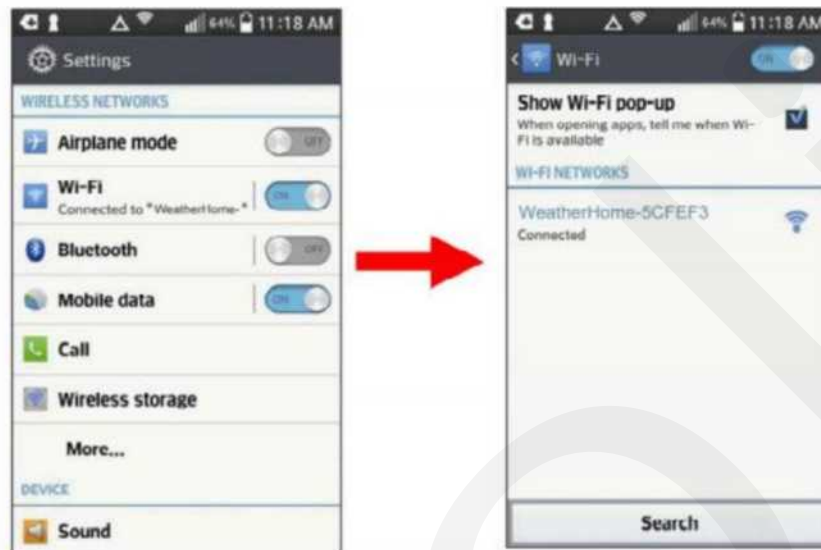 64% 11:18 AM
Settings
WIRELESS NETWORKS
Airplane mode OFF
Wi-Fi
Connected to "WeatherHome-" ON
Bluetooth OFF
Mobile data ON
Call
Wireless storage
More...
DEVICE
Sound
64% 11:18 AM
Wi-Fi ON
Show Wi-Fi pop-up
When opening apps, tell me when Wi-
Fi is available
WI-FI NETWORKS
WeatherHome-5CFEF3
Connected
Search